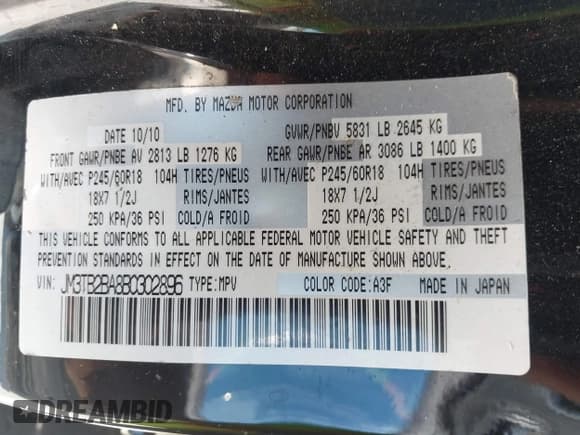 MFD. BY MAZDA MOTOR CORPORATION
DATE 10/10 GVWR/PNBV 5831 LB 2645 KG
FRONT GAWR/PNBE AV 2813 LB 1276 KG REAR GAWR/PNBE AR 3086 LB 1400 KG
WITH/AVEC P245/60R18 104H TIRES/PNEUS WITH/AVEC P245/60R18 104H TIRES/PNEUS
18X7 1/2J RIMS/JANTES 18X7 1/2J RIMS/JANTES
250 KPA/36 PSI COLD/A FROID 250 KPA/36 PSI COLD/A FROID
THIS VEHICLE CONFORMS TO ALL APPLICABLE FEDERAL MOTOR VEHICLE SAFETY AND THEFT
PREVENTION STANDARDS IN EFFECT ON THE DATE OF MANUFACTURE SHOWN ABOVE.
VIN: JM3TB2BA8B0302896 TYPE:MPV COLOR CODE:A3F MADE IN JAPAN
DREAMBID